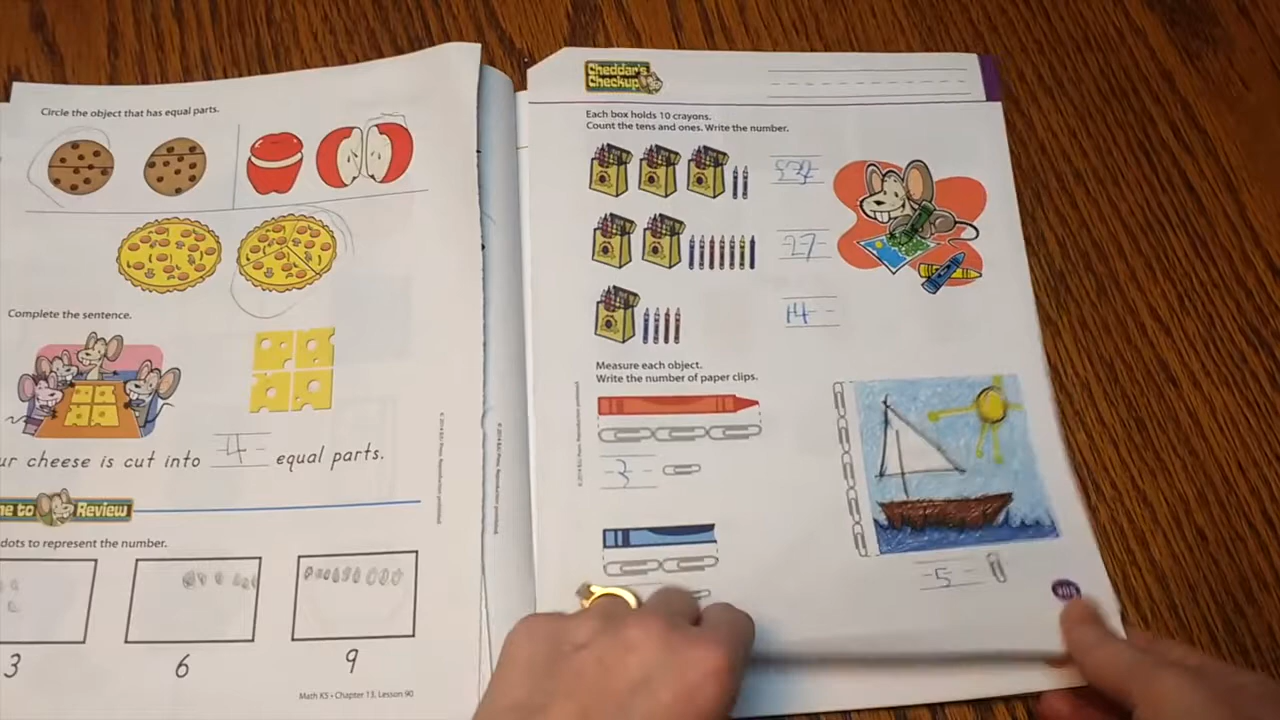 Circle the object that has equal parts.
Complete the sentence.
ur cheese is cut into 4 equal parts.
me to Review
dots to represent the number.
3
6
9
Math K5 • Chapter 13, Lesson 90
Cheddar's
Checkup
Each box holds 10 crayons.
Count the tens and ones. Write the number.
27
14
Measure each object.
Write the number of paper clips.
3
5